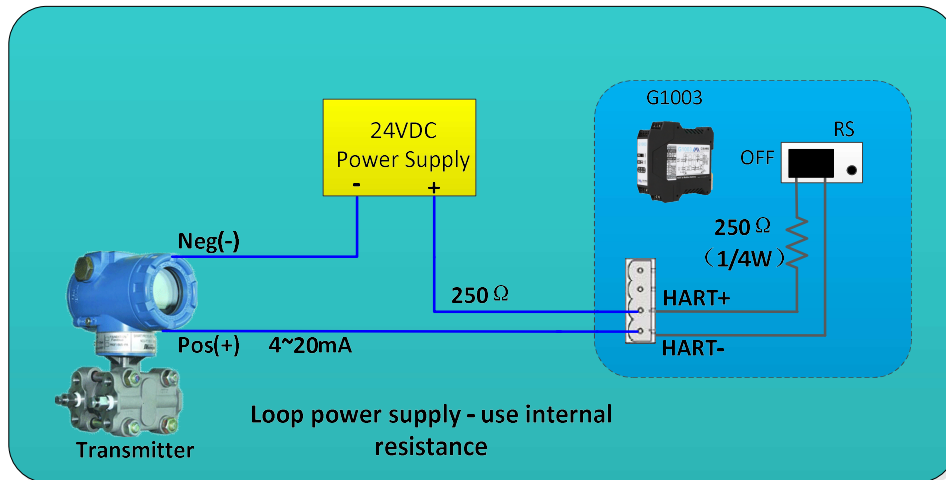 G1003
RS
OFF
24VDC
Power Supply
-
+
Neg(-)
250Ω
（1/4W）
250Ω
HART+
Pos(+)
4~20mA
HART-
Loop power supply - use internal
resistance
Transmitter